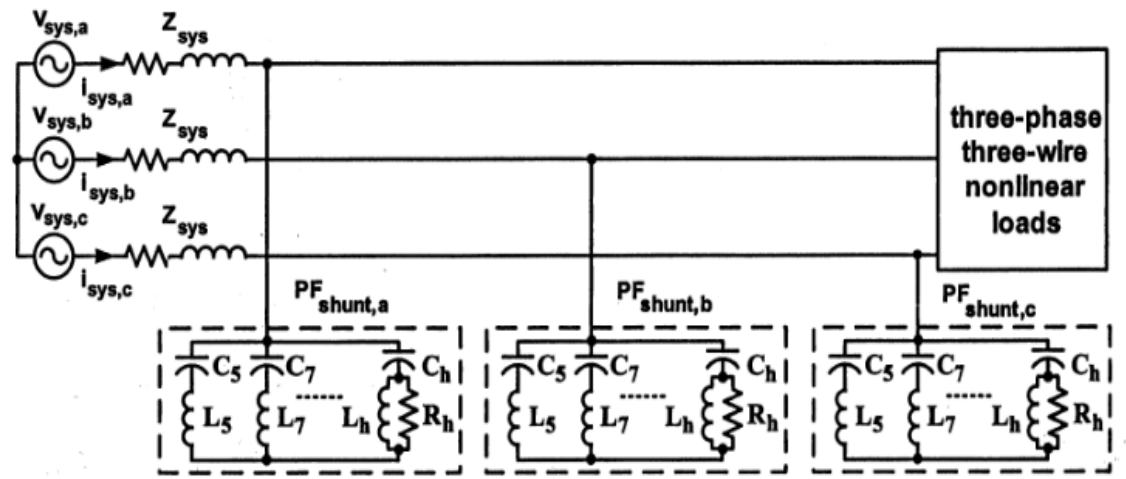 Vsys,a
Zsys
isys,a
Vsys,b
Zsys
isys,b
Vsys,c
Zsys
isys,c
three-phase
three-wire
nonlinear
loads
PFshunt,a
PFshunt,b
PFshunt,c
C5 C7 Ch
L5 L7 ...... Lh Rh
C5 C7 Ch
L5 L7 ...... Lh Rh
C5 C7 Ch
L5 L7 ...... Lh Rh